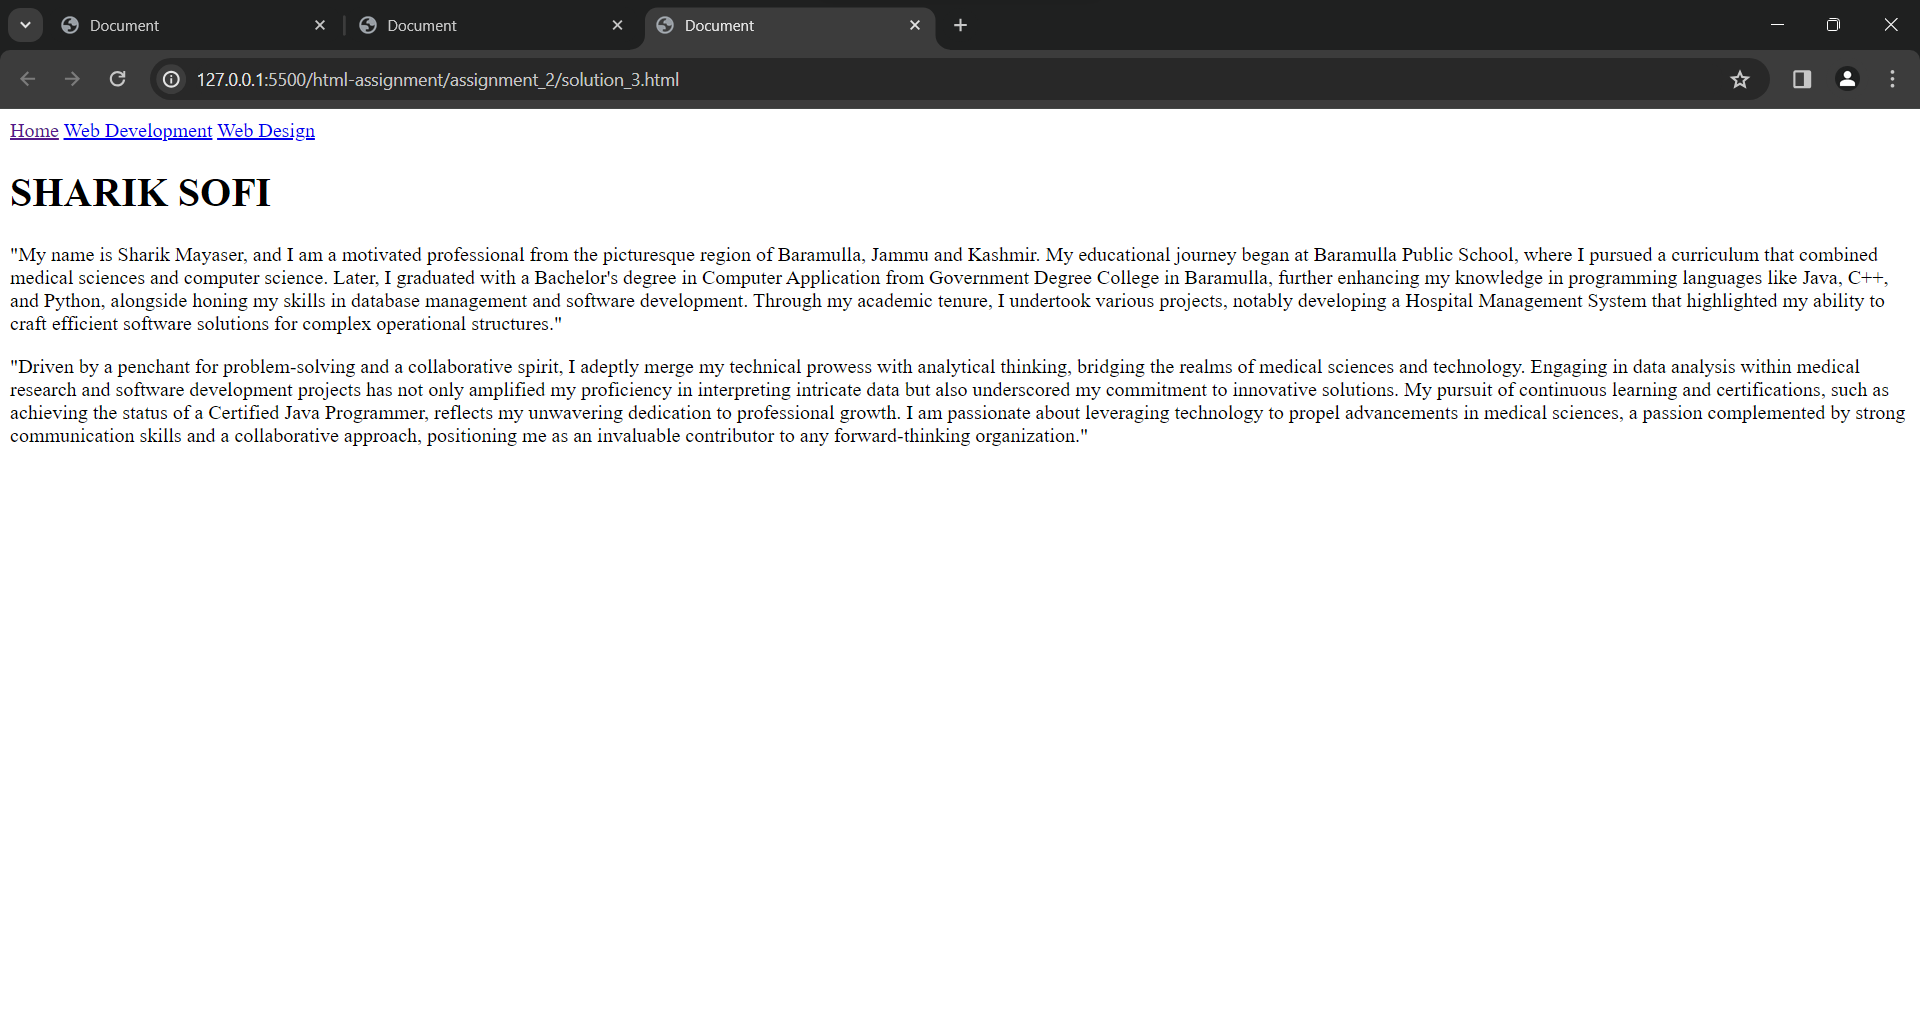 Document
Document
Document
127.0.0.1:5500/html-assignment/assignment_2/solution_3.html
Home Web Development Web Design
SHARIK SOFI
"My name is Sharik Mayaser, and I am a motivated professional from the picturesque region of Baramulla, Jammu and Kashmir. My educational journey began at Baramulla Public School, where I pursued a curriculum that combined
medical sciences and computer science. Later, I graduated with a Bachelor's degree in Computer Application from Government Degree College in Baramulla, further enhancing my knowledge in programming languages like Java, C++,
and Python, alongside honing my skills in database management and software development. Through my academic tenure, I undertook various projects, notably developing a Hospital Management System that highlighted my ability to
craft efficient software solutions for complex operational structures."
"Driven by a penchant for problem-solving and a collaborative spirit, I adeptly merge my technical prowess with analytical thinking, bridging the realms of medical sciences and technology. Engaging in data analysis within medical
research and software development projects has not only amplified my proficiency in interpreting intricate data but also underscored my commitment to innovative solutions. My pursuit of continuous learning and certifications, such as
achieving the status of a Certified Java Programmer, reflects my unwavering dedication to professional growth. I am passionate about leveraging technology to propel advancements in medical sciences, a passion complemented by strong
communication skills and a collaborative approach, positioning me as an invaluable contributor to any forward-thinking organization."